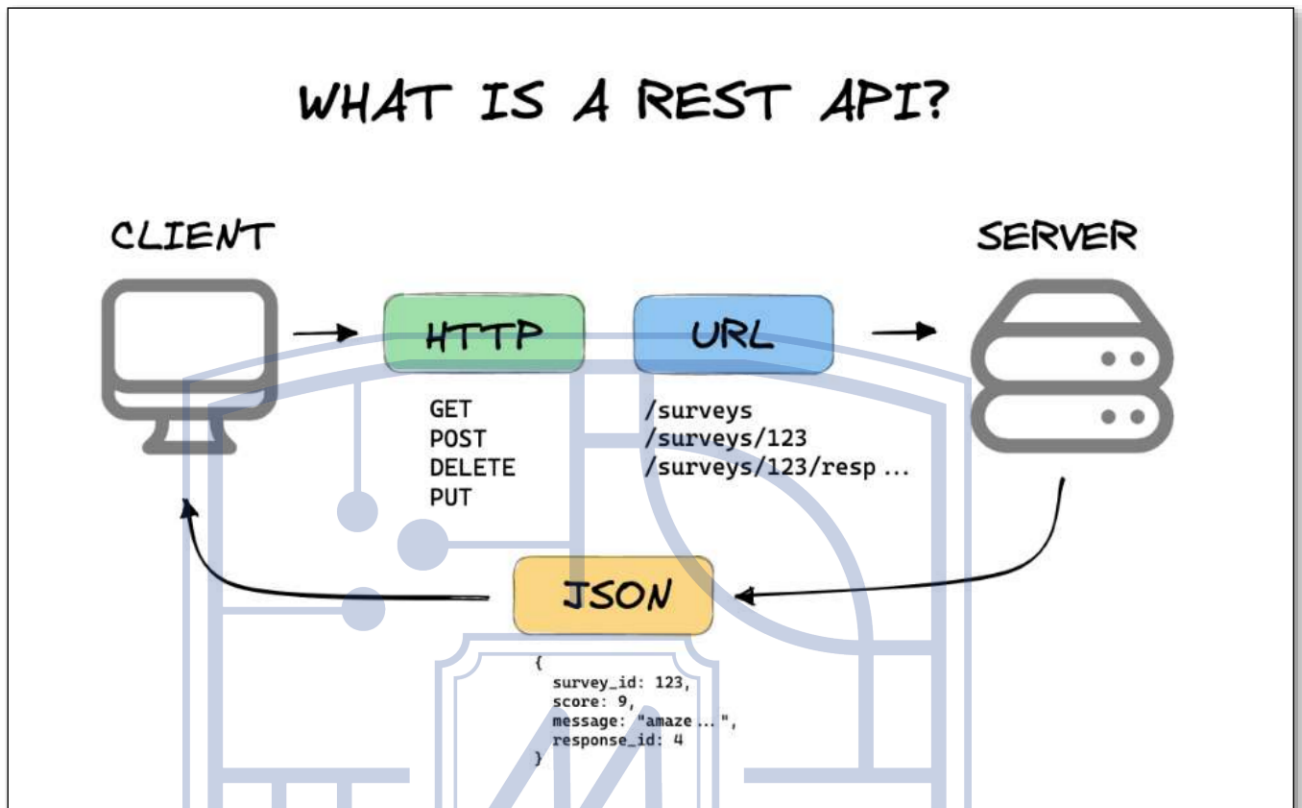 WHAT IS A REST API?
CLIENT
SERVER
HTTP
URL
GET
POST
DELETE
PUT
/surveys
/surveys/123
/surveys/123/resp ...
JSON
{
survey_id: 123,
score: 9,
message: "amaze ... ",
response_id: 4
}